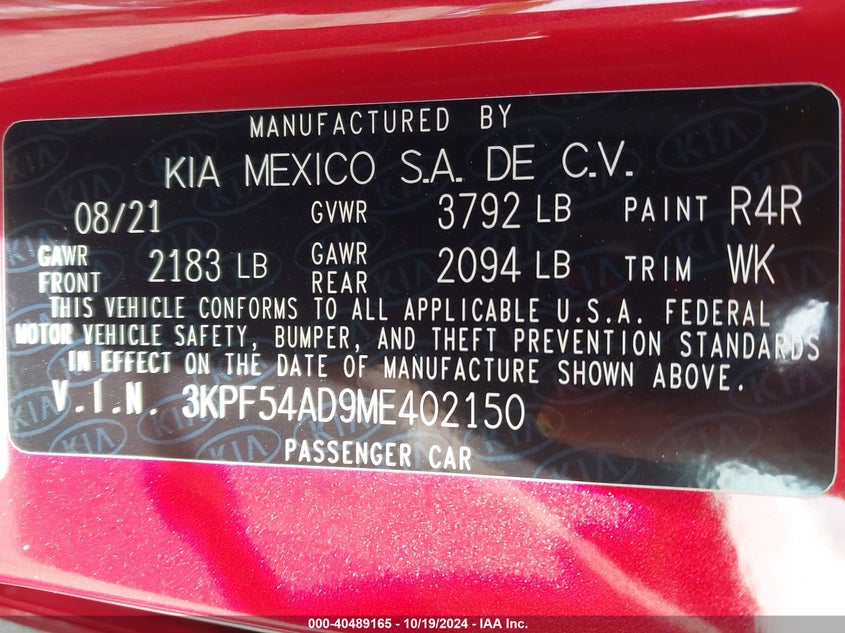 MANUFACTURED BY
KIA MEXICO S.A. DE C.V.
08/21 GVWR 3792 LB PAINT R4R
GAWR FRONT 2183 LB GAWR REAR 2094 LB TRIM WK
THIS VEHICLE CONFORMS TO ALL APPLICABLE U.S.A. FEDERAL
MOTOR VEHICLE SAFETY, BUMPER, AND THEFT PREVENTION STANDARDS
IN EFFECT ON THE DATE OF MANUFACTURE SHOWN ABOVE.
V.I.N. 3KPF54AD9ME402150
PASSENGER CAR
000-40489165 - 10/19/2024 - IAA Inc.